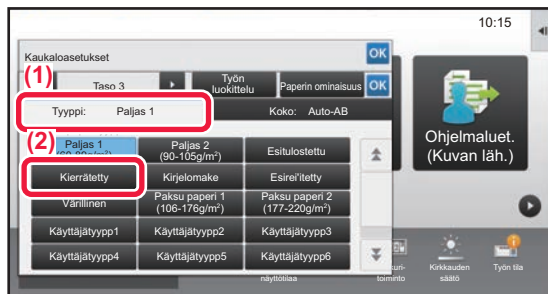 10:15
Kaukaloasetukset
OK
(1)
Taso 3
Työn luokittelu
Paperin ominaisuus
OK
Tyyppi: Paljas 1
Koko: Auto-AB
(2)
Paljas 1
(60-89g/m²)
Paljas 2
(90-105g/m²)
Esitulostettu
Kierrätetty
Kirjelomake
Esirei'itetty
Värillinen
Paksu paperi 1
(106-176g/m²)
Paksu paperi 2
(177-220g/m²)
Käyttäjätyypp1
Käyttäjätyypp2
Käyttäjätyypp3
Käyttäjätyypp4
Käyttäjätyypp5
Käyttäjätyypp6
Ohjelmaluet.
(Kuvan läh.)
näyttötilaa
toiminto
Kirkkauden
säätö
Työn tila